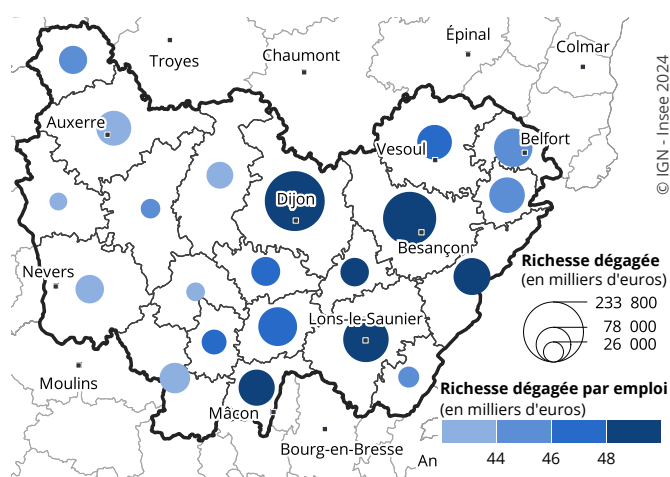 Épinal
Troyes
Chaumont
Colmar
© IGN - Insee 2024
Auxerre
Vesoul
Belfort
Dijon
Besançon
Nevers
Richesse dégagée
(en milliers d'euros)
233 800
78 000
26 000
Lons-le-Saunier
Moulins
Mâcon
Bourg-en-Bresse
An
Richesse dégagée par emploi
(en milliers d'euros)
44 46 48